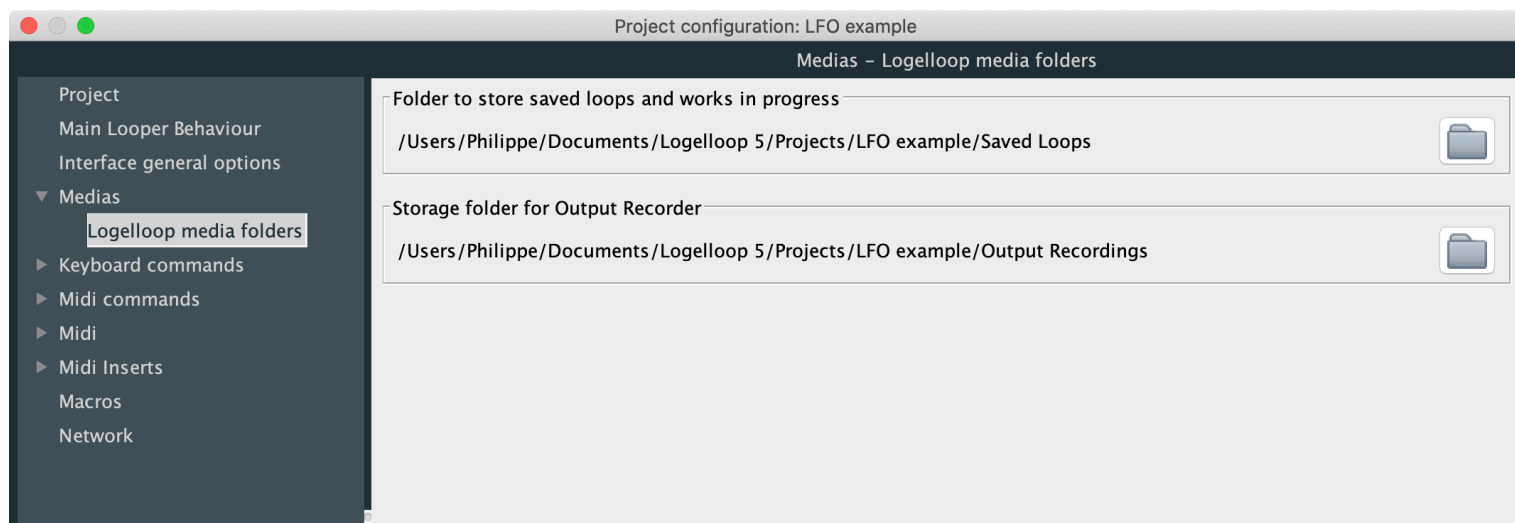 Project configuration: LFO example
Medias – Logelloop media folders
Project
Main Looper Behaviour
Interface general options
Medias
Logelloop media folders
Keyboard commands
Midi commands
Midi
Midi Inserts
Macros
Network
Folder to store saved loops and works in progress
/Users/Philippe/Documents/Logelloop 5/Projects/LFO example/Saved Loops
Storage folder for Output Recorder
/Users/Philippe/Documents/Logelloop 5/Projects/LFO example/Output Recordings